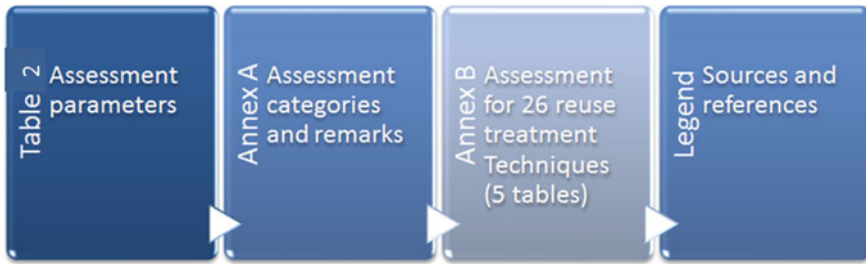 Table 2
Assessment
parameters
Annex A
Assessment
categories
and remarks
Annex B
Assessment
for 26 reuse
treatment
Techniques
(5 tables)
Legend
Sources and
references